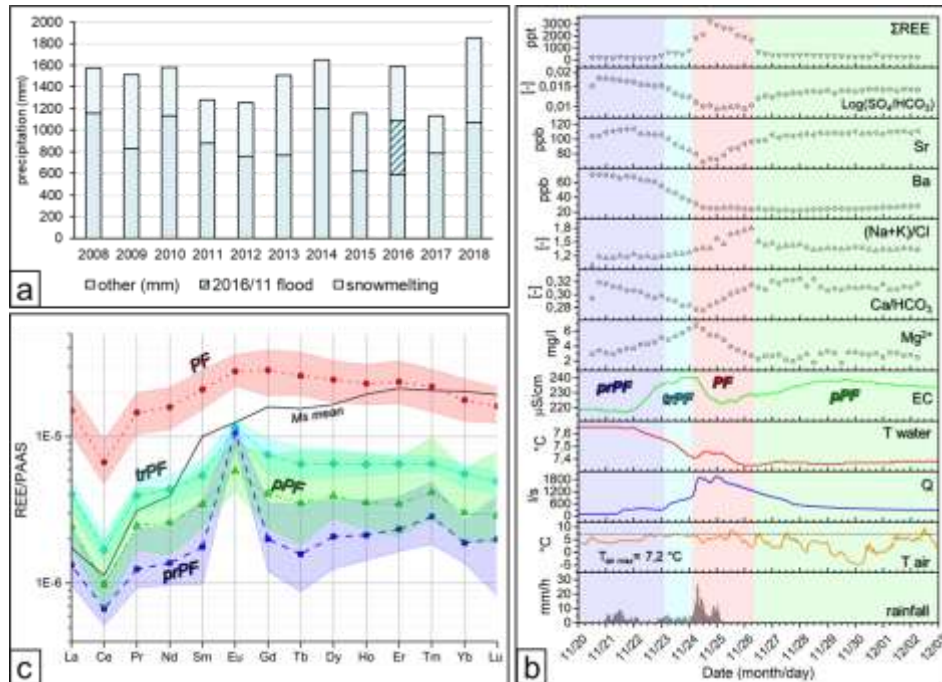 2000
1800
1600
1400
1200
1000
800
600
400
200
0
precipitation (mm)
2008 2009 2010 2011 2012 2013 2014 2015 2016 2017 2018
other (mm) 2016/11 flood snowmelting
a
ppt
3000
2000
1000
0
ΣREE
[-]
0,02
0,015
0,01
Log(SO₄/HCO₃)
ppb
120
100
80
Sr
ppb
60
40
20
Ba
[-]
1,8
1,5
1,2
(Na+K)/Cl
[-]
0,32
0,30
0,28
Ca/HCO₃
mg/l
6
4
2
Mg²⁺
µS/cm
240
230
220
prPF trPF PF pPF
EC
°C
7,6
7,5
7,4
T water
l/s
1800
1200
600
0
Q
°C
10
5
0
-5
T air max = 7,2 °C
T air
mm/h
30
20
10
0
rainfall
11/20 11/21 11/22 11/23 11/24 11/25 11/26 11/27 11/28 11/29 11/30 12/01 12/02 12/03
Date (month/day)
b
REE/PAAS
1E-5
1E-6
PF
Ms mean
trPF
pPF
prPF
La Ce Pr Nd Sm Eu Gd Tb Dy Ho Er Tm Yb Lu
c